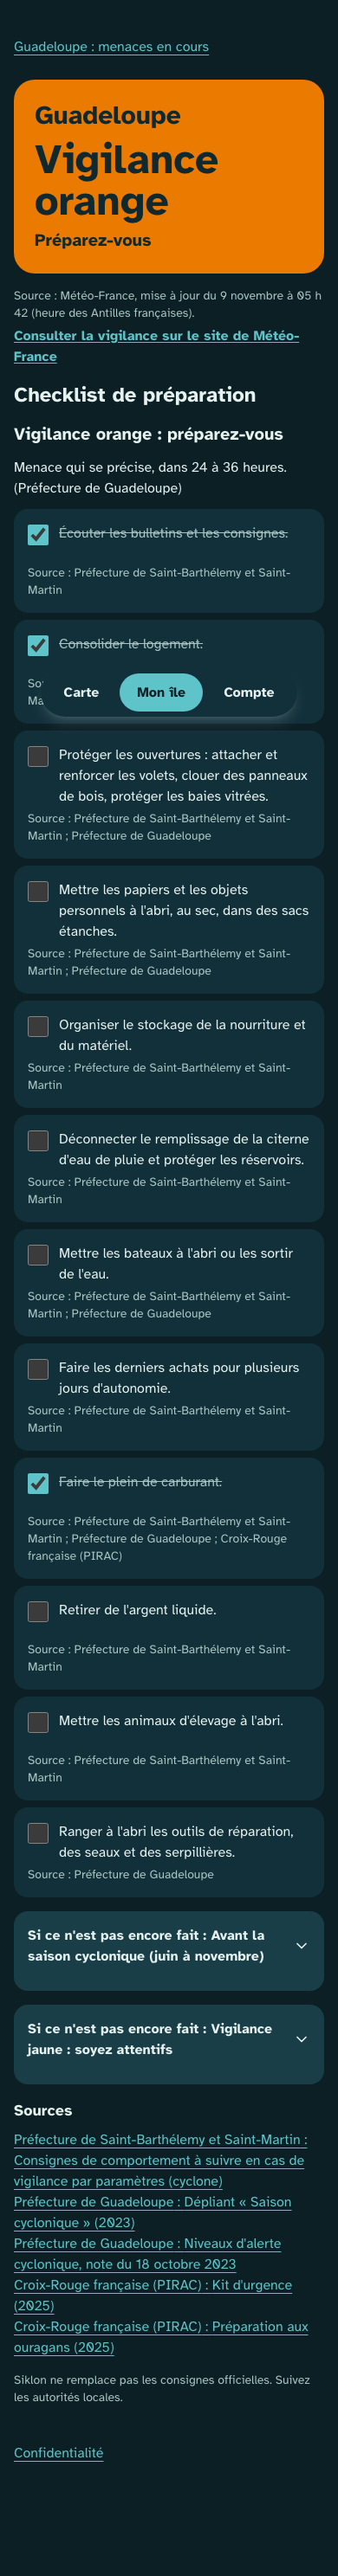 Guadeloupe : menaces en cours
Guadeloupe
Vigilance
orange
Préparez-vous
Source : Météo-France, mise à jour du 9 novembre à 05 h
42 (heure des Antilles françaises).
Consulter la vigilance sur le site de Météo-
France
Checklist de préparation
Vigilance orange : préparez-vous
Menace qui se précise, dans 24 à 36 heures.
(Préfecture de Guadeloupe)
Écouter les bulletins et les consignes.
Source : Préfecture de Saint-Barthélemy et Saint-
Martin
Consolider le logement.
Carte
Mon île
Compte
Protéger les ouvertures : attacher et
renforcer les volets, clouer des panneaux
de bois, protéger les baies vitrées.
Source : Préfecture de Saint-Barthélemy et Saint-
Martin ; Préfecture de Guadeloupe
Mettre les papiers et les objets
personnels à l'abri, au sec, dans des sacs
étanches.
Source : Préfecture de Saint-Barthélemy et Saint-
Martin ; Préfecture de Guadeloupe
Organiser le stockage de la nourriture et
du matériel.
Source : Préfecture de Saint-Barthélemy et Saint-
Martin
Déconnecter le remplissage de la citerne
d'eau de pluie et protéger les réservoirs.
Source : Préfecture de Saint-Barthélemy et Saint-
Martin
Mettre les bateaux à l'abri ou les sortir
de l'eau.
Source : Préfecture de Saint-Barthélemy et Saint-
Martin ; Préfecture de Guadeloupe
Faire les derniers achats pour plusieurs
jours d'autonomie.
Source : Préfecture de Saint-Barthélemy et Saint-
Martin
Faire le plein de carburant.
Source : Préfecture de Saint-Barthélemy et Saint-
Martin ; Préfecture de Guadeloupe ; Croix-Rouge
française (PIRAC)
Retirer de l'argent liquide.
Source : Préfecture de Saint-Barthélemy et Saint-
Martin
Mettre les animaux d'élevage à l'abri.
Source : Préfecture de Saint-Barthélemy et Saint-
Martin
Ranger à l'abri les outils de réparation,
des seaux et des serpillières.
Source : Préfecture de Guadeloupe
Si ce n'est pas encore fait : Avant la
saison cyclonique (juin à novembre)
Si ce n'est pas encore fait : Vigilance
jaune : soyez attentifs
Sources
Préfecture de Saint-Barthélemy et Saint-Martin :
Consignes de comportement à suivre en cas de
vigilance par paramètres (cyclone)
Préfecture de Guadeloupe : Dépliant « Saison
cyclonique » (2023)
Préfecture de Guadeloupe : Niveaux d'alerte
cyclonique, note du 18 octobre 2023
Croix-Rouge française (PIRAC) : Kit d'urgence
(2025)
Croix-Rouge française (PIRAC) : Préparation aux
ouragans (2025)
Siklon ne remplace pas les consignes officielles. Suivez
les autorités locales.
Confidentialité